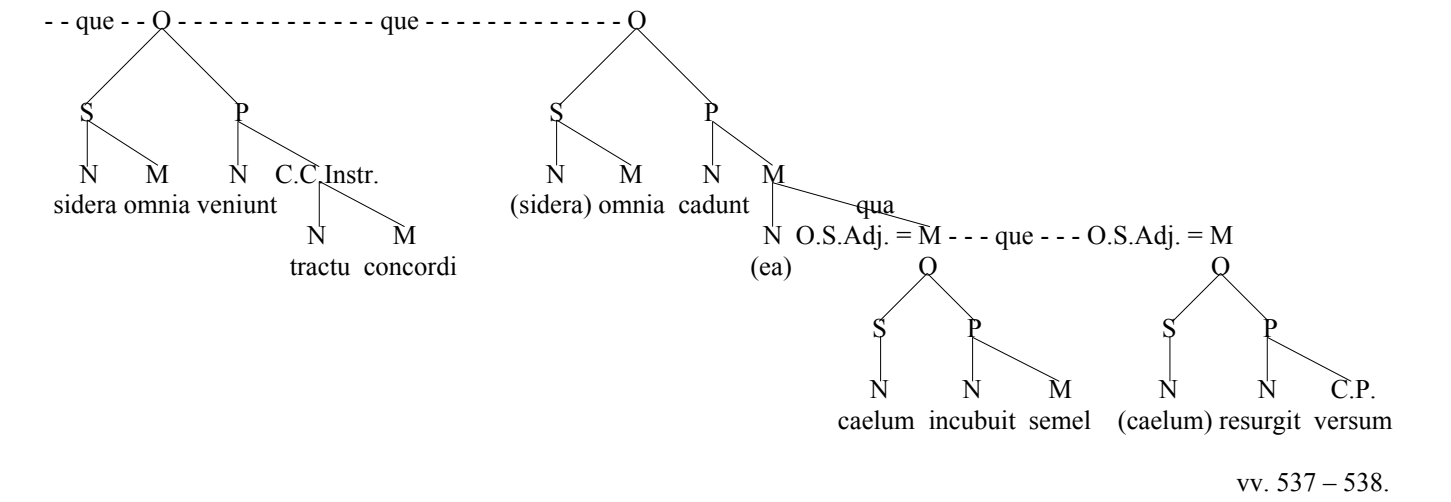 - - que - - O - - - - - - - - - - - - - que - - - - - - - - - - - - - O
S P S P
N M N C.C.Instr. N M N M
sidera omnia veniunt (sidera) omnia cadunt qua
N M N O.S.Adj. = M - - - que - - - O.S.Adj. = M
tractu concordi (ea) O O
S P S P
N N M N N C.P.
caelum incubuit semel (caelum) resurgit versum
vv. 537 – 538.